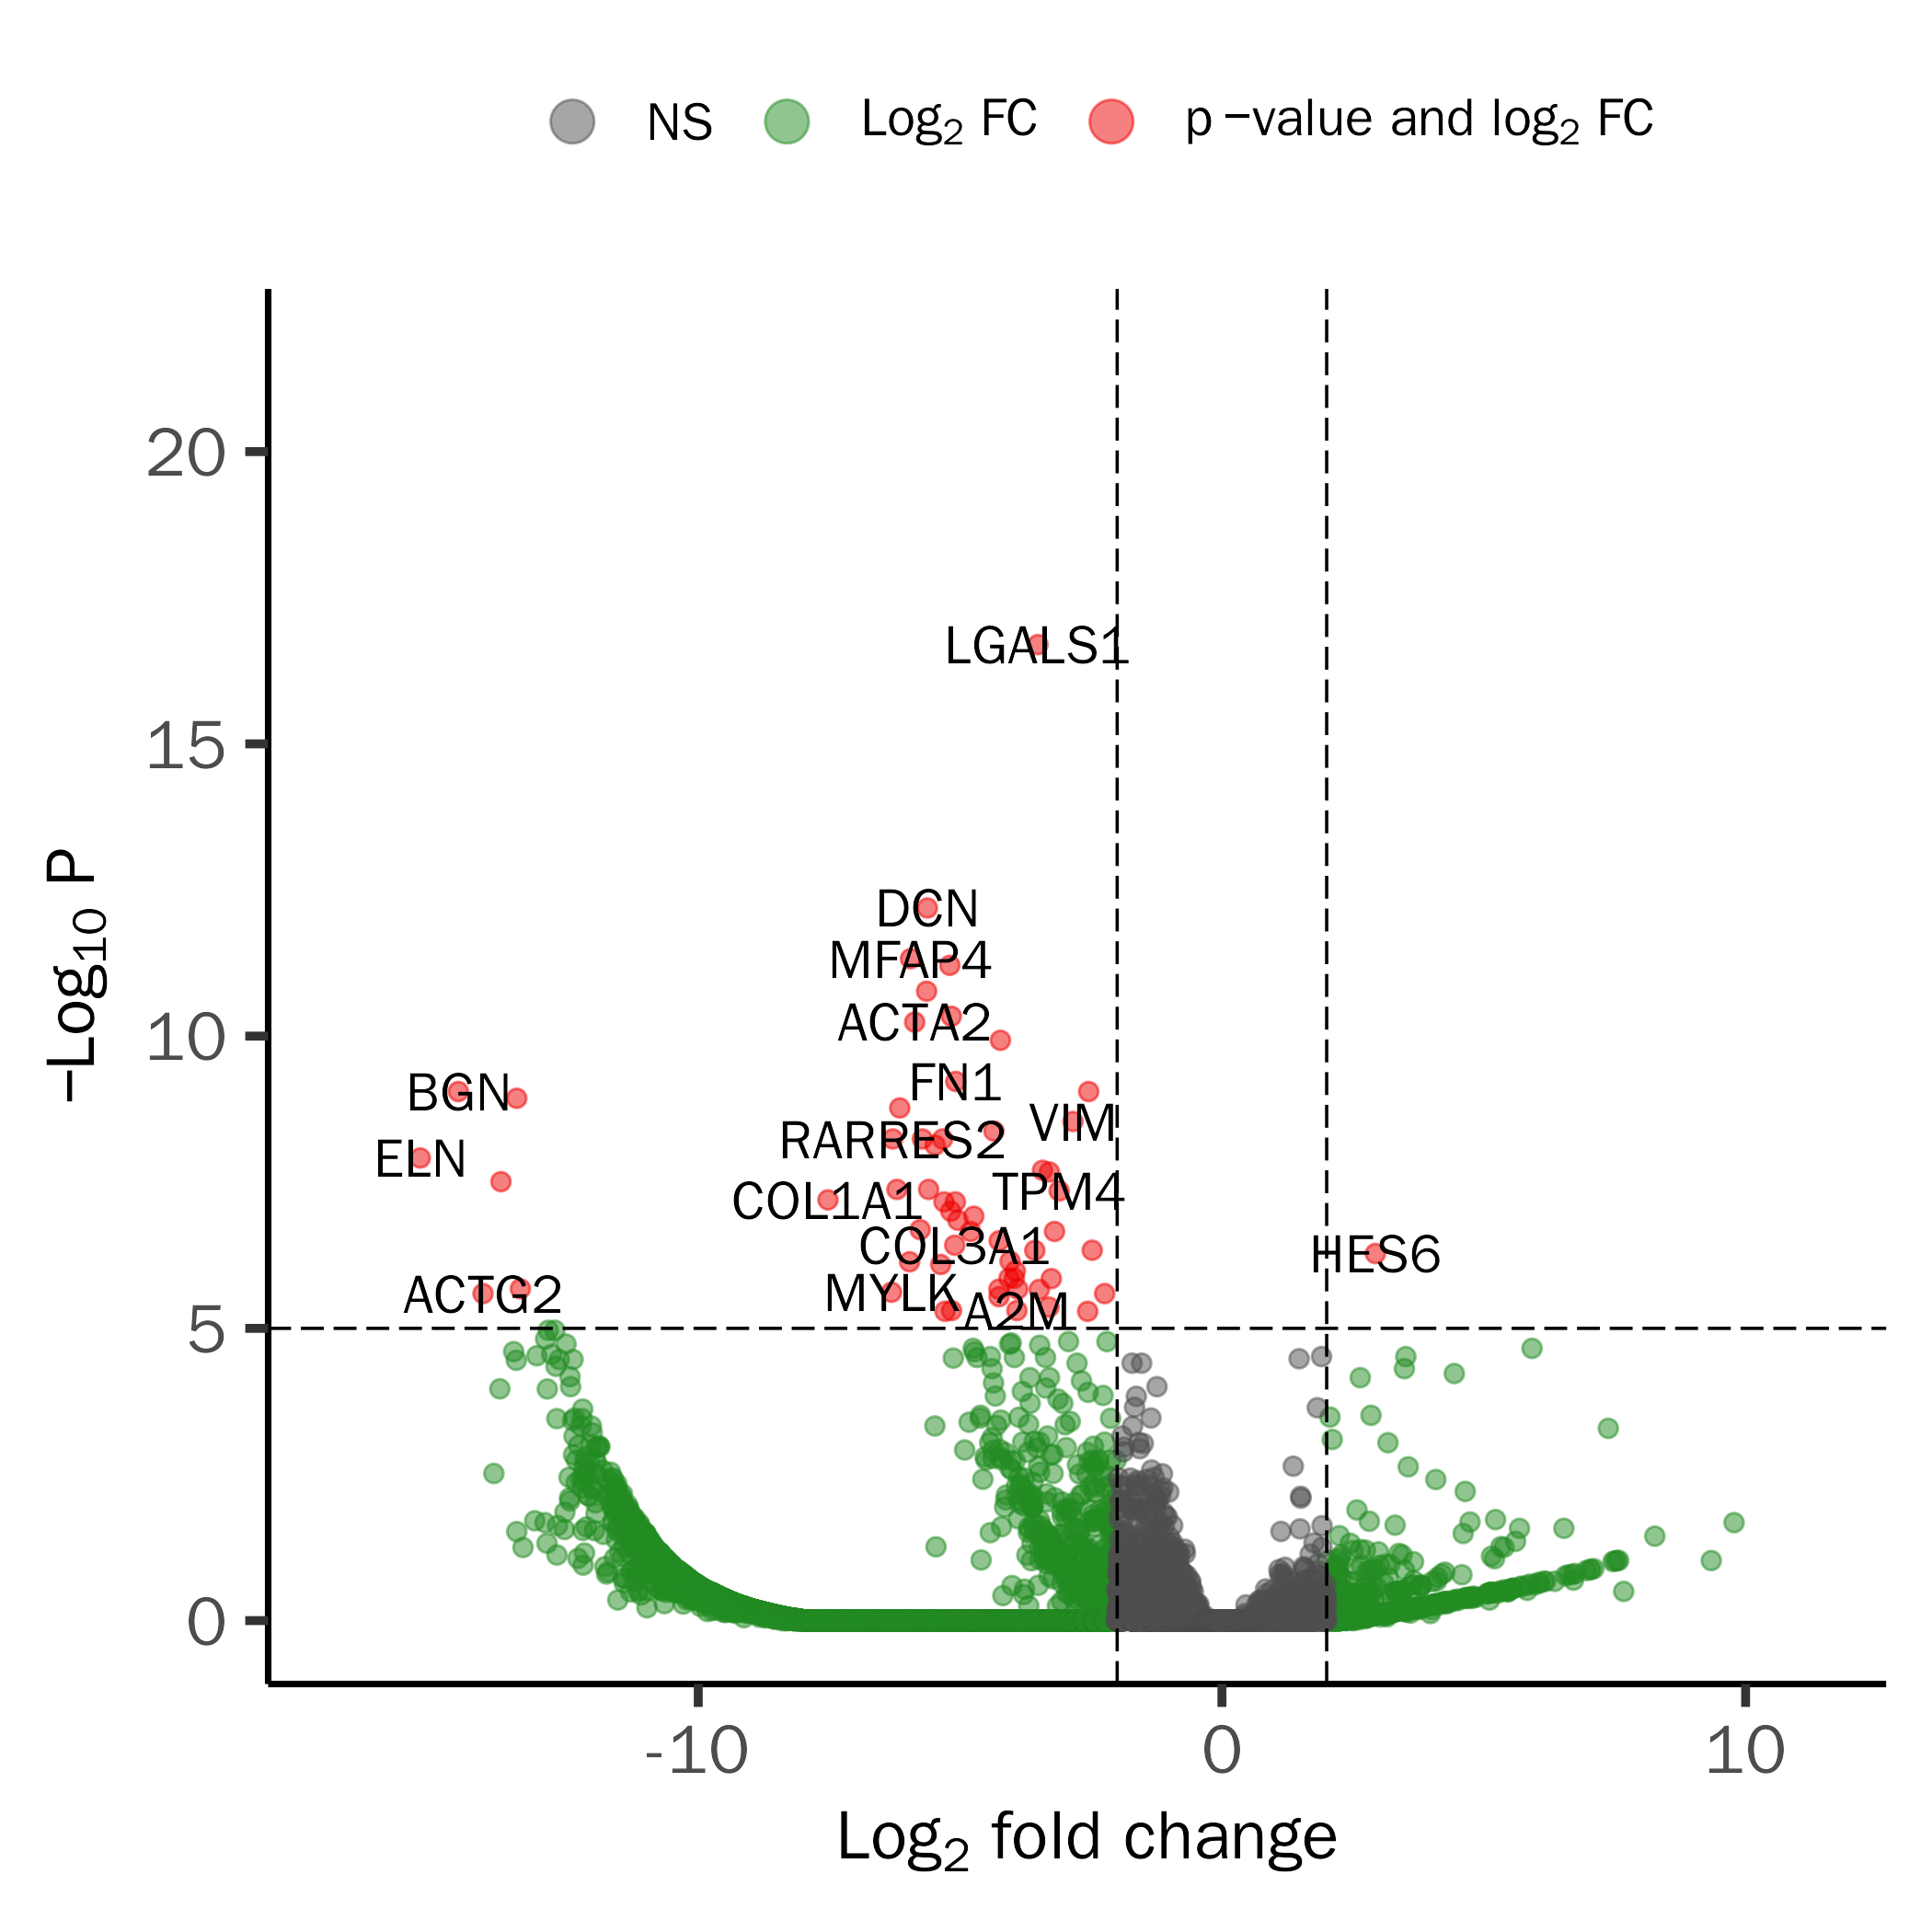 NS Log2 FC p −value and log2 FC
20
15
10
5
0
−Log10 P
LGALS1
DCN
MFAP4
ACTA2
FN1
BGN
VIM
RARRES2
ELN
TPM4
COL1A1
COL3A1
HES6
MYLK
ACTG2
A2M
-10 0 10
Log2 fold change